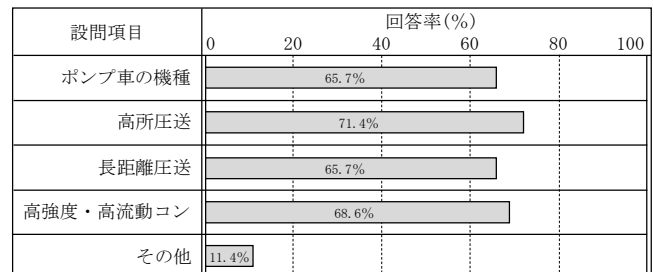 設問項目
回答率(%)
0 20 40 60 80 100
ポンプ車の機種 65.7%
高所圧送 71.4%
長距離圧送 65.7%
高強度・高流動コン 68.6%
その他 11.4%